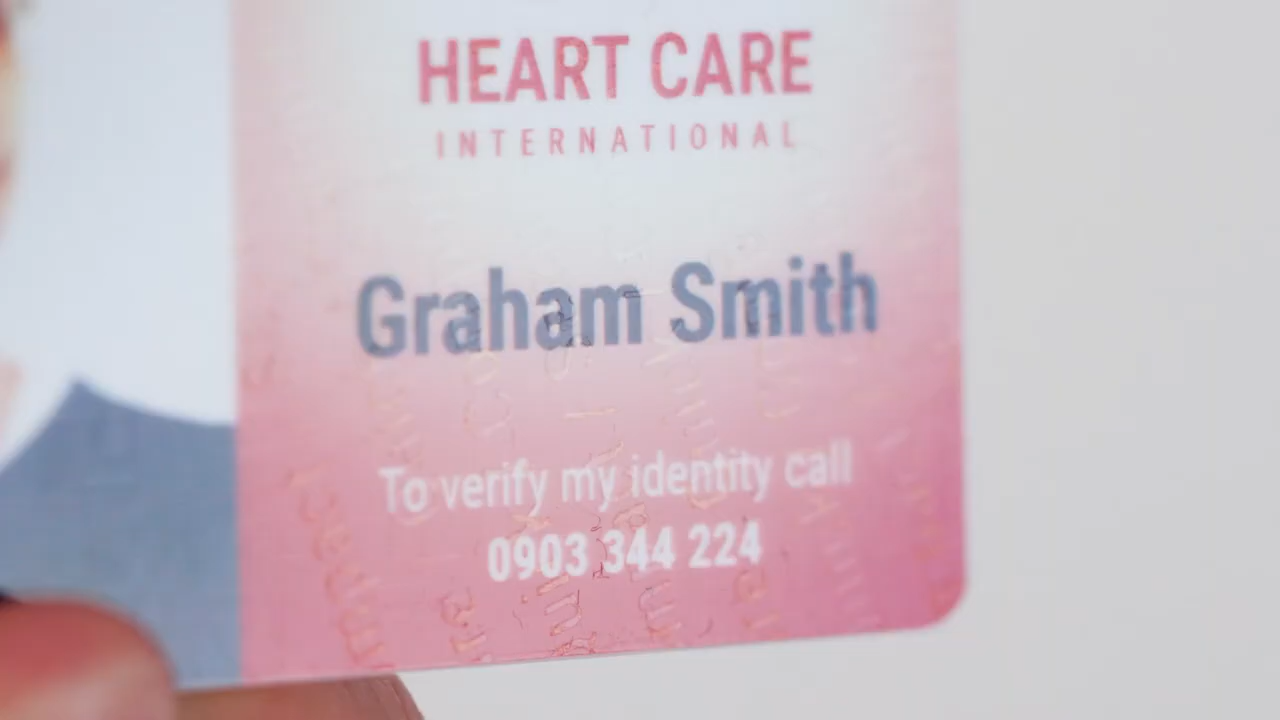 HEART CARE
INTERNATIONAL
Graham Smith
To verify my identity call
0903 344 224